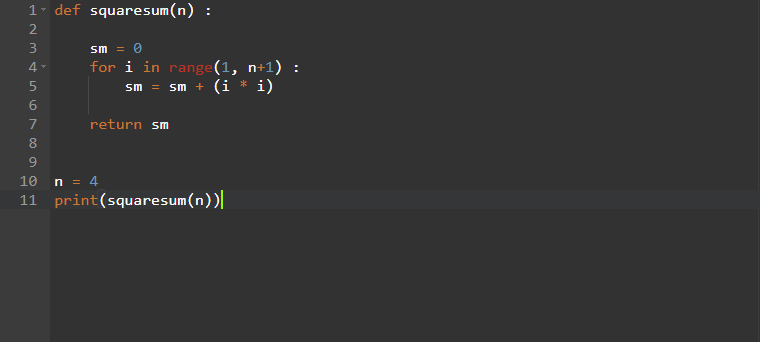 1 def squaresum(n) :
2
3     sm = 0
4     for i in range(1, n+1) :
5         sm = sm + (i * i)
6
7     return sm
8
9
10 n = 4
11 print(squaresum(n))